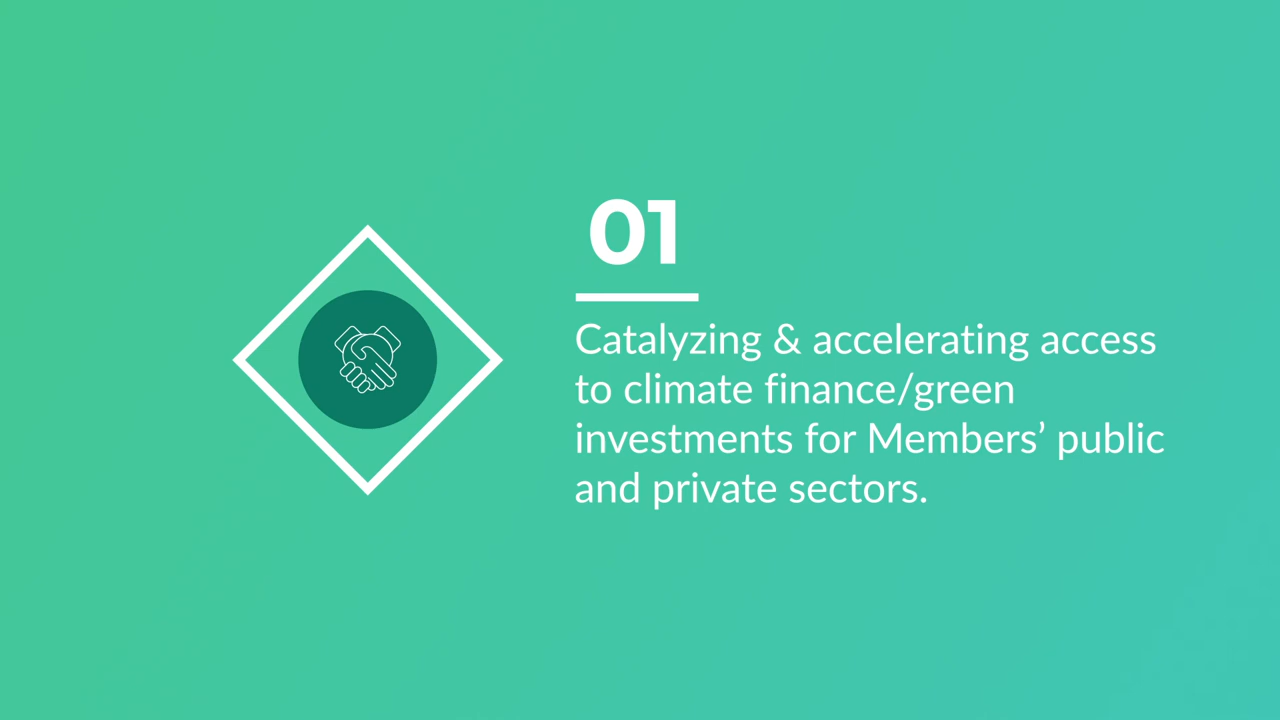 01
Catalyzing & accelerating access
to climate finance/green
investments for Members’ public
and private sectors.